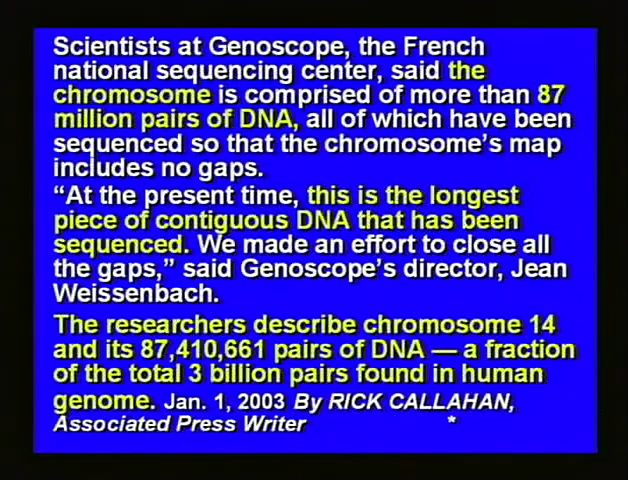 Scientists at Genoscope, the French
national sequencing center, said the
chromosome is comprised of more than 87
million pairs of DNA, all of which have been
sequenced so that the chromosome's map
includes no gaps.
“At the present time, this is the longest
piece of contiguous DNA that has been
sequenced. We made an effort to close all
the gaps,” said Genoscope's director, Jean
Weissenbach.
The researchers describe chromosome 14
and its 87,410,661 pairs of DNA — a fraction
of the total 3 billion pairs found in human
genome. Jan. 1, 2003 By RICK CALLAHAN,
Associated Press Writer *